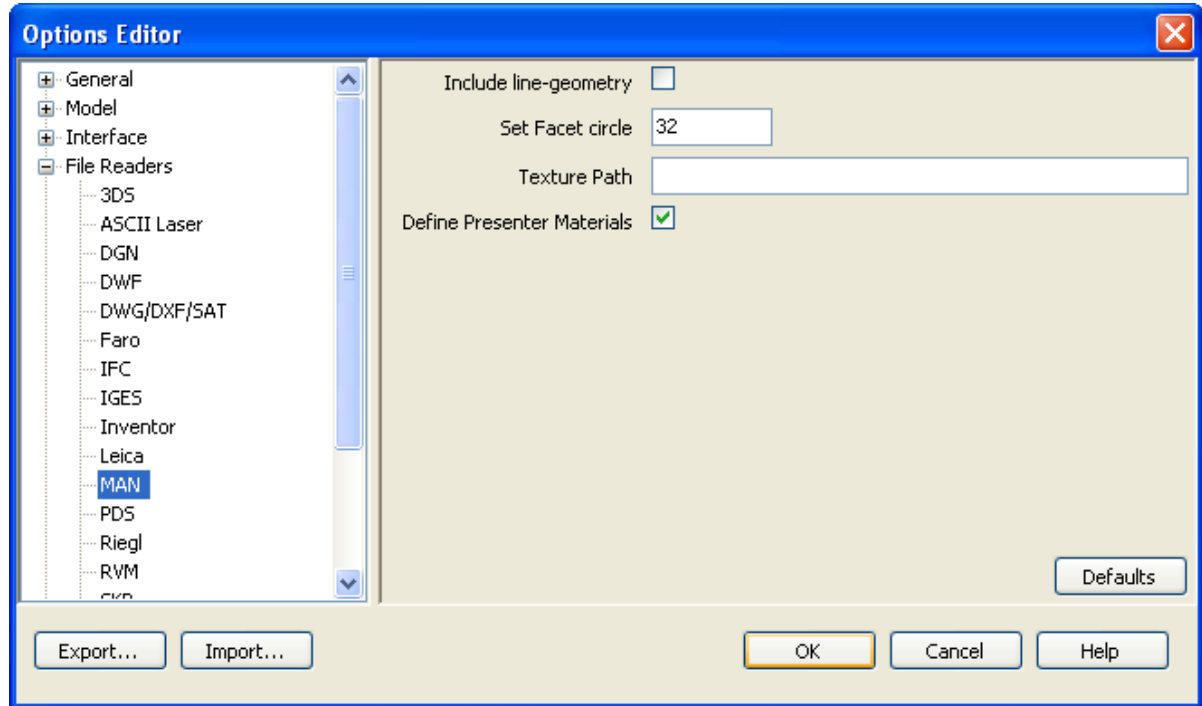 Options Editor
General
Model
Interface
File Readers
3DS
ASCII Laser
DGN
DWF
DWG/DXF/SAT
Faro
IFC
IGES
Inventor
Leica
MAN
PDS
Riegl
RVM
Include line-geometry
Set Facet circle 32
Texture Path
Define Presenter Materials
Defaults
Export... Import... OK Cancel Help